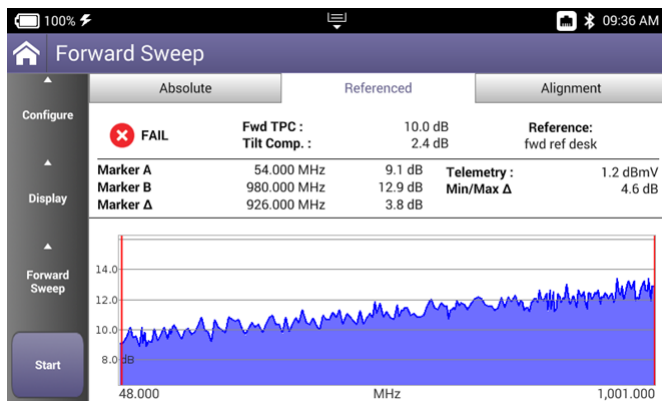 100% 09:36 AM
Forward Sweep
Absolute Referenced Alignment
Configure
Display
Forward
Sweep
Start
FAIL
Fwd TPC : 10.0 dB
Tilt Comp. : 2.4 dB
Reference:
fwd ref desk
Marker A 54.000 MHz 9.1 dB
Marker B 980.000 MHz 12.9 dB
Marker Δ 926.000 MHz 3.8 dB
Telemetry : 1.2 dBmV
Min/Max Δ 4.6 dB
14.0
12.0
10.0
8.0 dB
48.000 MHz 1,001.000